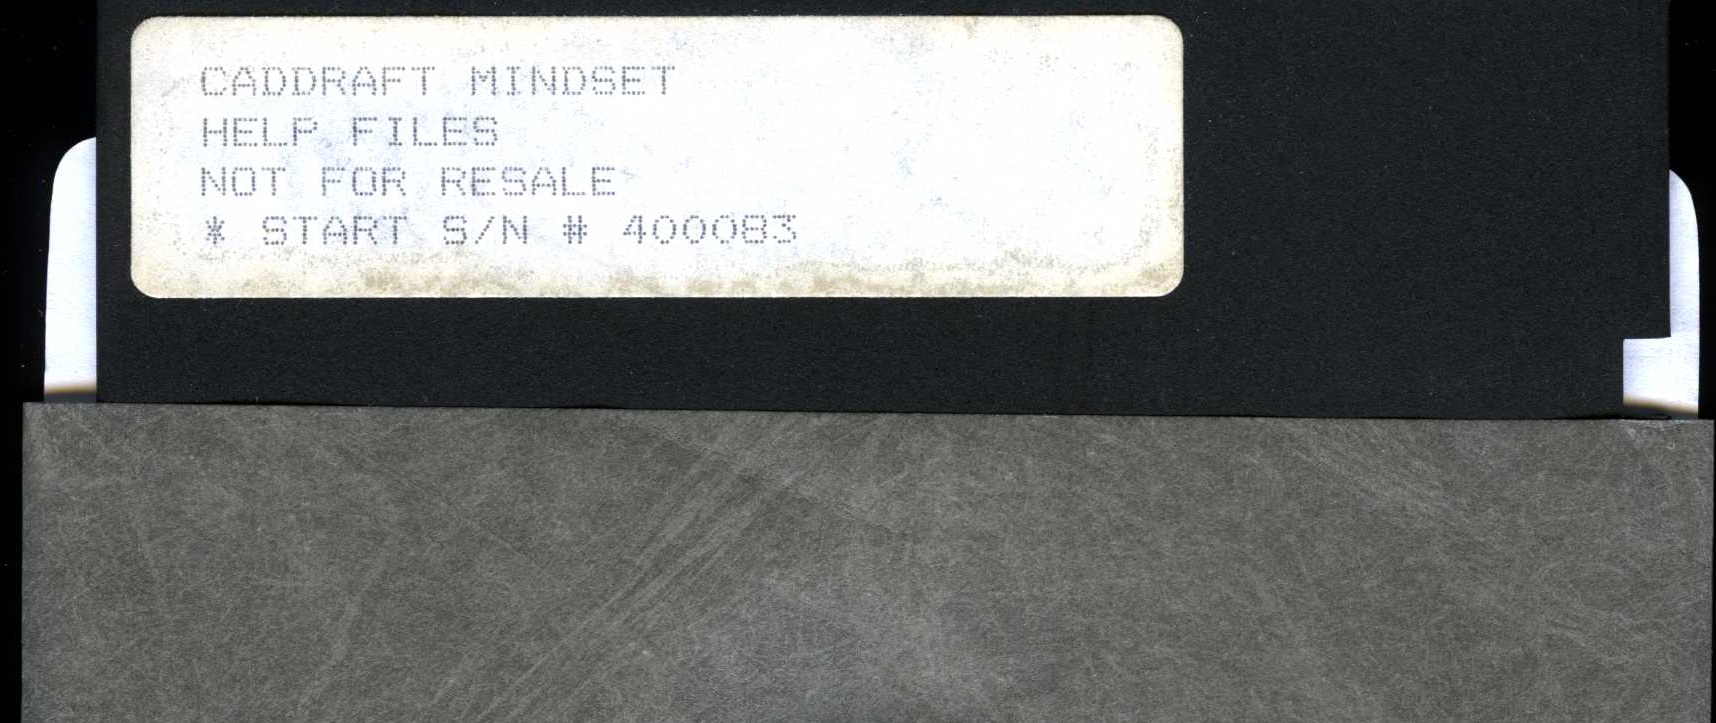 CADDRAFT MINDSET
HELP FILES
NOT FOR RESALE
* START S/N # 400083